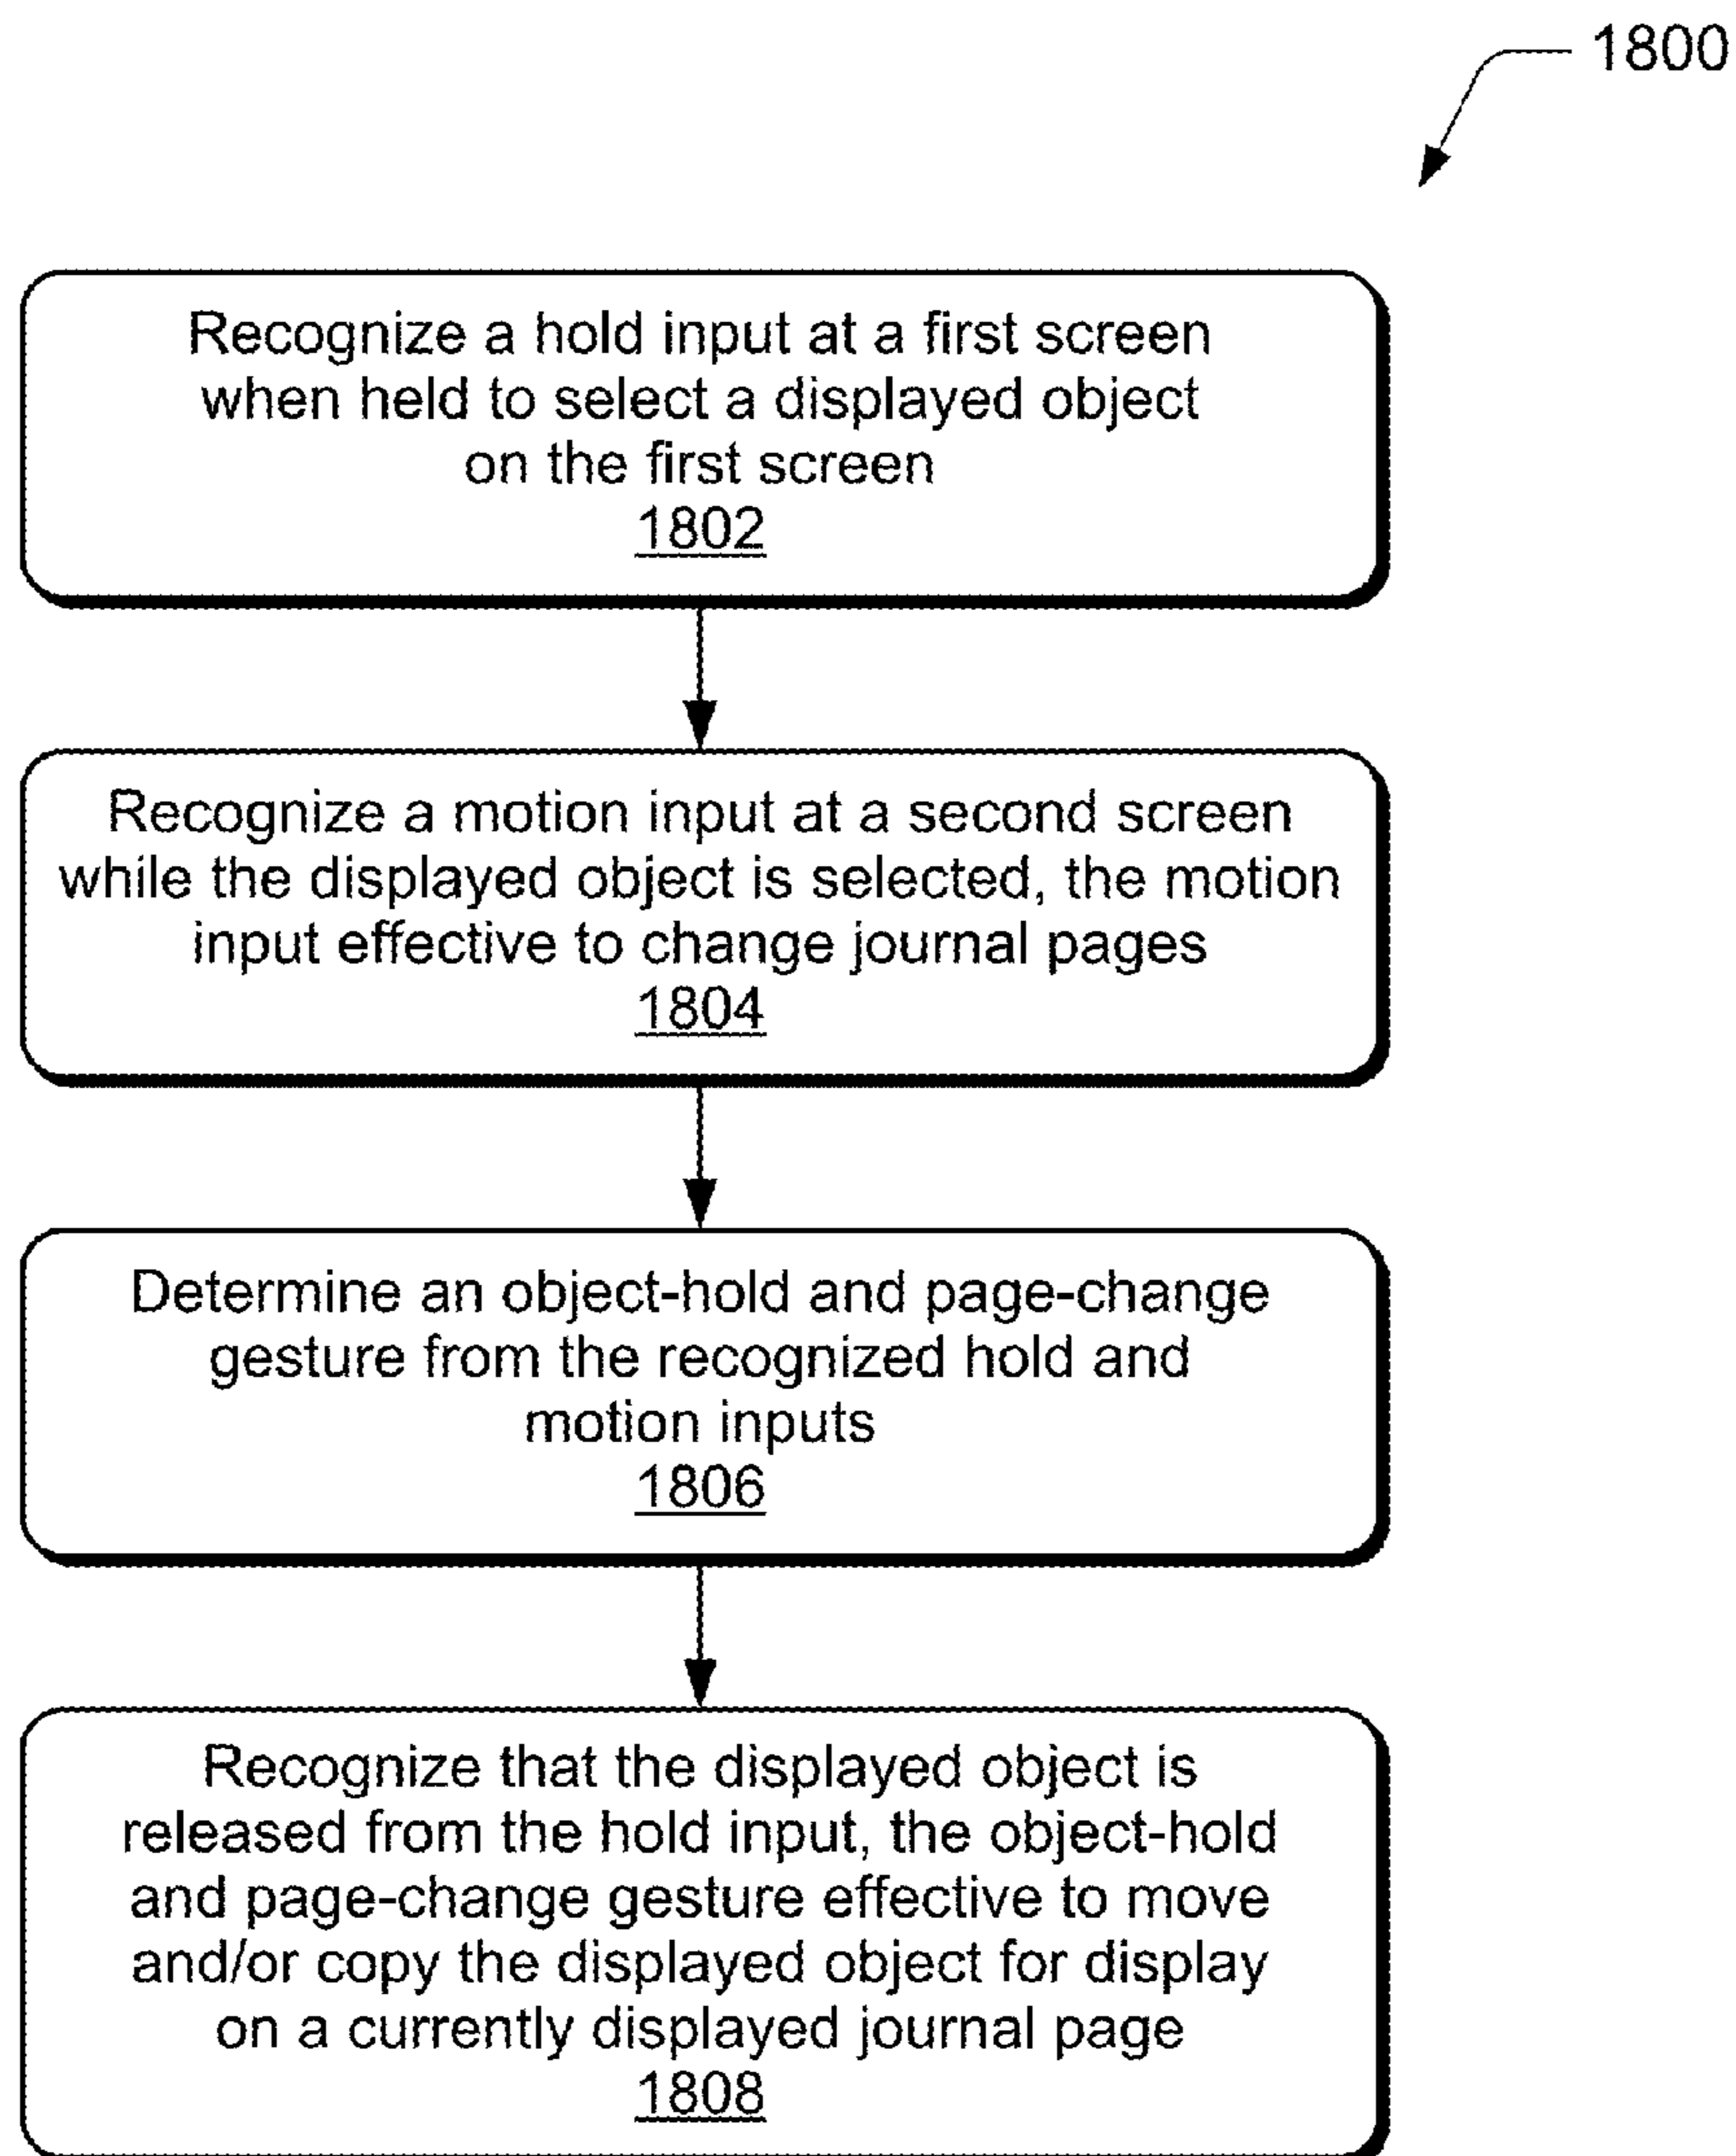 1800
Recognize a hold input at a first screen
when held to select a displayed object
on the first screen
1802
Recognize a motion input at a second screen
while the displayed object is selected, the motion
input effective to change journal pages
1804
Determine an object-hold and page-change
gesture from the recognized hold and
motion inputs
1806
Recognize that the displayed object is
released from the hold input, the object-hold
and page-change gesture effective to move
and/or copy the displayed object for display
on a currently displayed journal page
1808